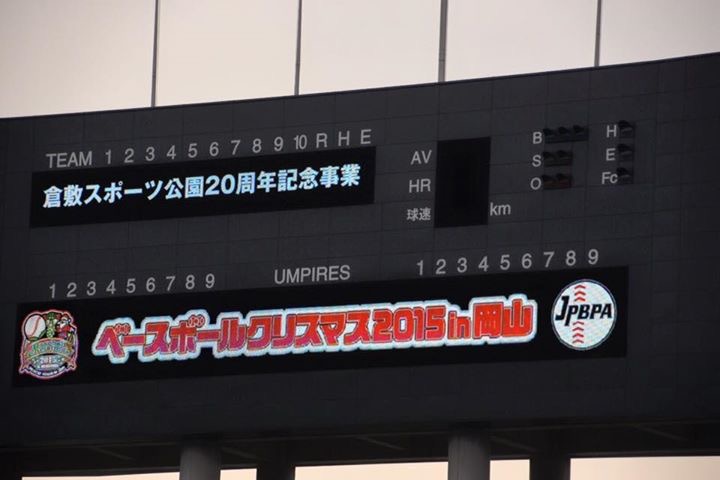 TEAM 1 2 3 4 5 6 7 8 9 10 R H E
倉敷スポーツ公園20周年記念事業
AV
HR
球速 km
B H
S E
O Fc
1 2 3 4 5 6 7 8 9 UMPIRES 1 2 3 4 5 6 7 8 9
2015
ベースボールクリスマス2015 in 岡山
JPBPA